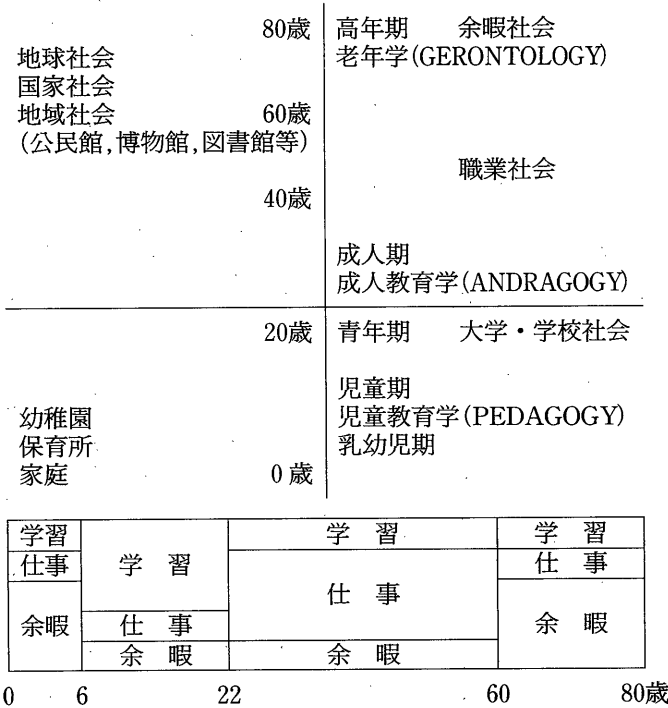 80歳 高年期 余暇社会
地球社会 老年学(GERONTOLOGY)
国家社会
地域社会 60歳
(公民館,博物館,図書館等)
職業社会
40歳
成人期
成人教育学(ANDRAGOGY)
20歳 青年期 大学・学校社会
児童期
幼稚園 児童教育学(PEDAGOGY)
保育所 乳幼児期
家庭 0歳
学習 学習 学習
仕事 学習 仕事
仕事
余暇 仕事 余暇
余暇 余暇
0 6 22 60 80歳